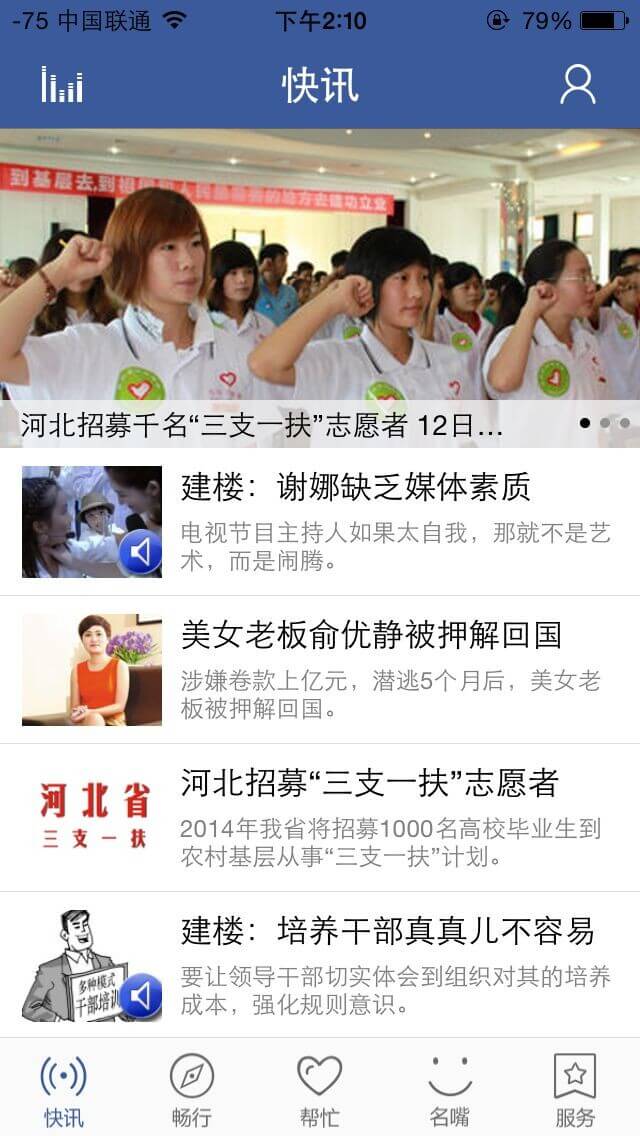 -75 中国联通 下午2:10 79%
快讯
到基层去,到祖国和人民最需要的地方去建功立业
河北招募千名“三支一扶”志愿者 12日...
建楼：谢娜缺乏媒体素质
电视节目主持人如果太自我，那就不是艺
术，而是闹腾。
美女老板俞优静被押解回国
涉嫌卷款上亿元，潜逃5个月后，美女老
板被押解回国。
河北省
三支一扶
河北招募“三支一扶”志愿者
2014年我省将招募1000名高校毕业生到
农村基层从事“三支一扶”计划。
多种模式
干部培训
建楼：培养干部真真儿不容易
要让领导干部切实体会到组织对其的培养
成本，强化规则意识。
快讯 畅行 帮忙 名嘴 服务